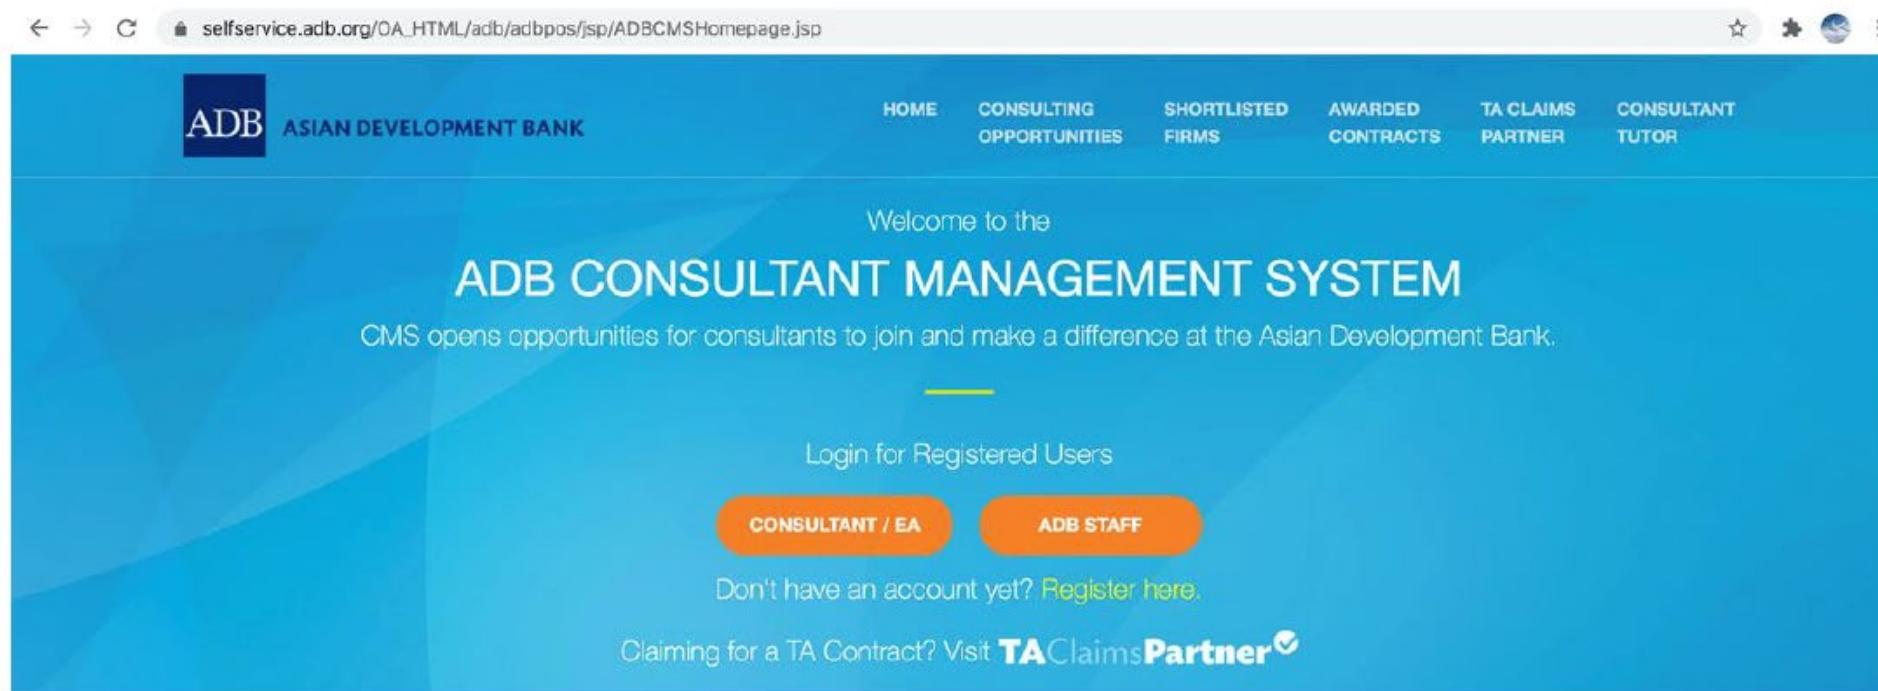 selfservice.adb.org/OA_HTML/adb/adbpos/jsp/ADBCMSHomepage.jsp
ADB ASIAN DEVELOPMENT BANK
HOME
CONSULTING
OPPORTUNITIES
SHORTLISTED
FIRMS
AWARDED
CONTRACTS
TA CLAIMS
PARTNER
CONSULTANT
TUTOR
Welcome to the
ADB CONSULTANT MANAGEMENT SYSTEM
CMS opens opportunities for consultants to join and make a difference at the Asian Development Bank.
Login for Registered Users
CONSULTANT / EA
ADB STAFF
Don't have an account yet? Register here.
Claiming for a TA Contract? Visit TAClaimsPartner